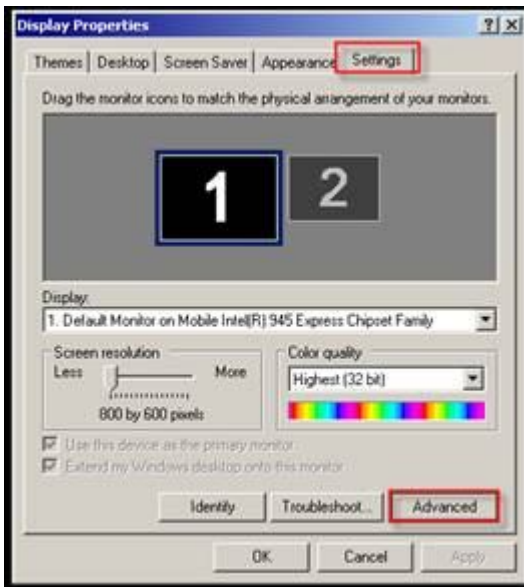 Display Properties
Themes Desktop Screen Saver Appearance Settings
Drag the monitor icons to match the physical arrangement of your monitors.
1 2
Display:
1. Default Monitor on Mobile Intel(R) 945 Express Chipset Family
Screen resolution Color quality
Less More Highest (32 bit)
800 by 600 pixels
Use this device as the primary monitor.
Extend my Windows desktop onto this monitor.
Identify Troubleshoot... Advanced
OK Cancel Apply